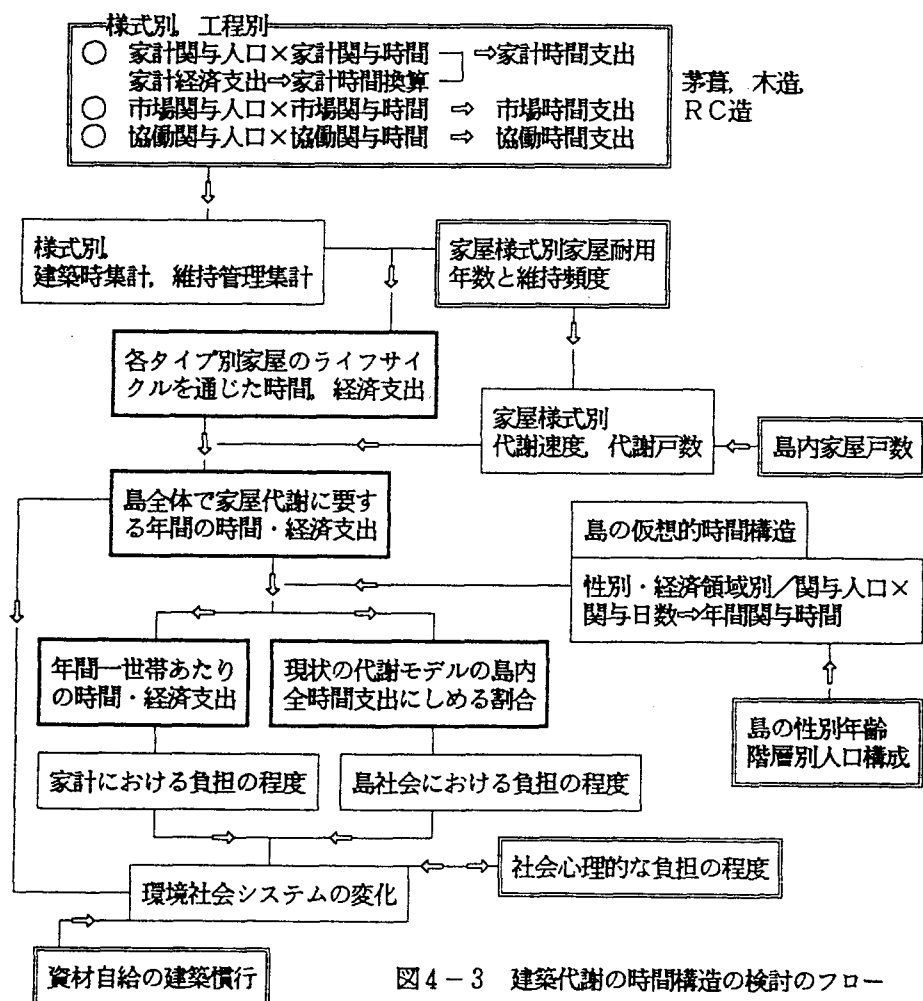 様式別,工程別
○ 家計関与人口×家計関与時間 ⇒家計時間支出
家計経済支出⇒家計時間換算
○ 市場関与人口×市場関与時間 ⇒ 市場時間支出
○ 協働関与人口×協働関与時間 ⇒ 協働時間支出
茅葺,木造,
RC造
様式別,
建築時集計,維持管理集計
家屋様式別家屋耐用
年数と維持頻度
各タイプ別家屋のライフサイ
クルを通じた時間,経済支出
家屋様式別
代謝速度,代謝戸数
島内家屋戸数
島全体で家屋代謝に要す
る年間の時間・経済支出
島の仮想的時間構造
性別・経済領域別/関与人口×
関与日数⇒年間関与時間
年間一世帯あたり
の時間・経済支出
現状の代謝モデルの島内
全時間支出にしめる割合
島の性別年齢
階層別人口構成
家計における負担の程度
島社会における負担の程度
社会心理的な負担の程度
環境社会システムの変化
資材自給の建築慣行
図4-3 建築代謝の時間構造の検討のフロー